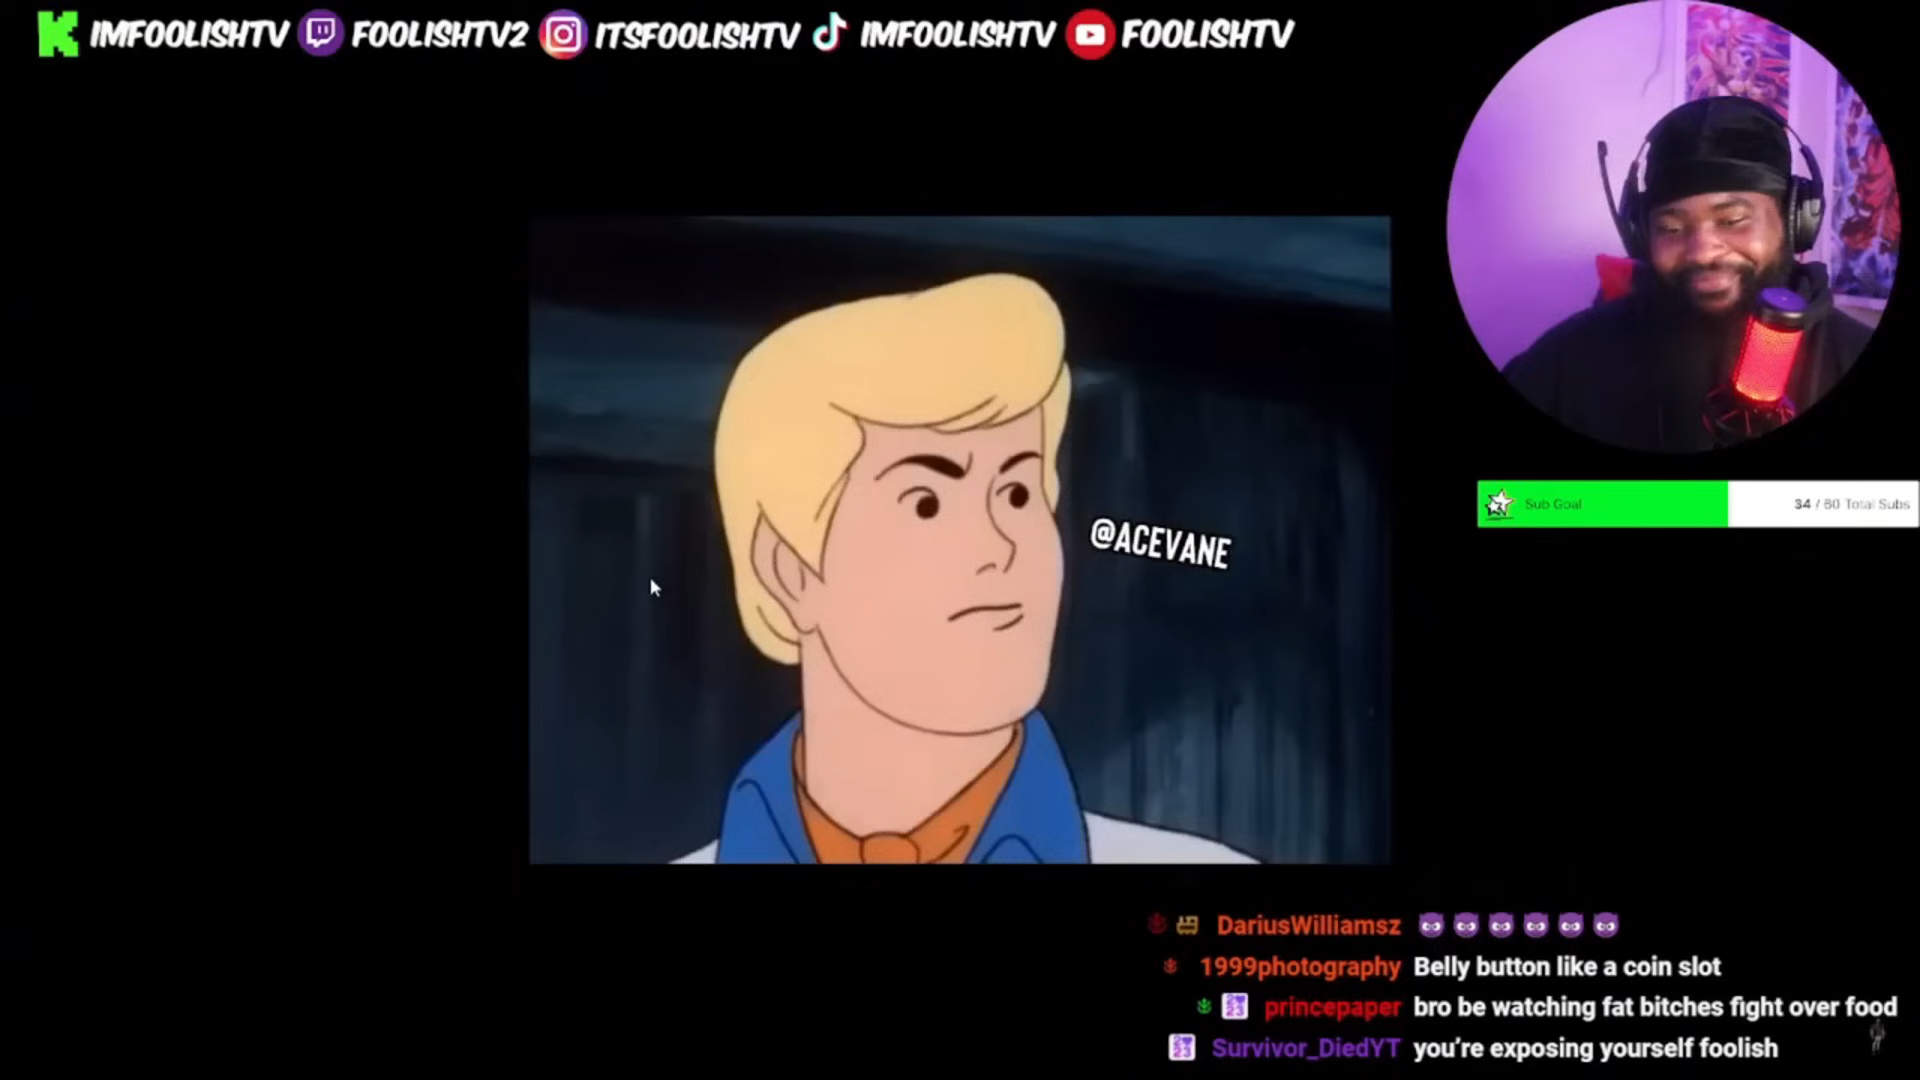 IMFOOLISHTV FOOLISHTV2 ITSFOOLISHTV IMFOOLISHTV FOOLISHTV
Sub Goal 34 / 60 Total Subs
@ACEVANE
DariusWilliamsz
1999photography Belly button like a coin slot
princepaper bro be watching fat bitches fight over food
Survivor_DiedYT you’re exposing yourself foolish